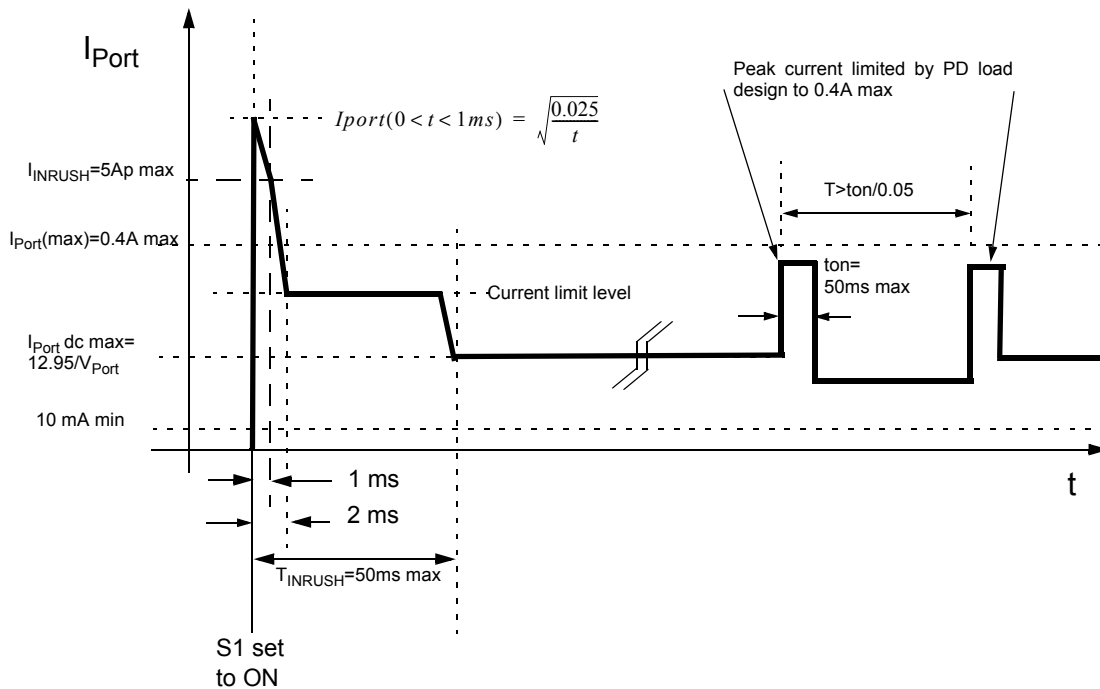 I_Port
Peak current limited by PD load
design to 0.4A max
Iport(0 < t < 1ms) = √(0.025/t)
I_INRUSH=5Ap max
T>ton/0.05
I_Port(max)=0.4A max
ton=
50ms max
Current limit level
I_Port dc max=
12.95/V_Port
10 mA min
1 ms
t
2 ms
T_INRUSH=50ms max
S1 set
to ON